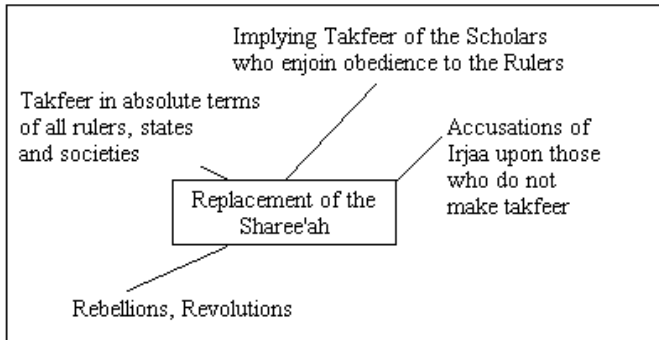 Implying Takfeer of the Scholars
who enjoin obedience to the Rulers
Takfeer in absolute terms
of all rulers, states
and societies
Accusations of
Irjaa upon those
who do not
make takfeer
Replacement of the
Sharee'ah
Rebellions, Revolutions